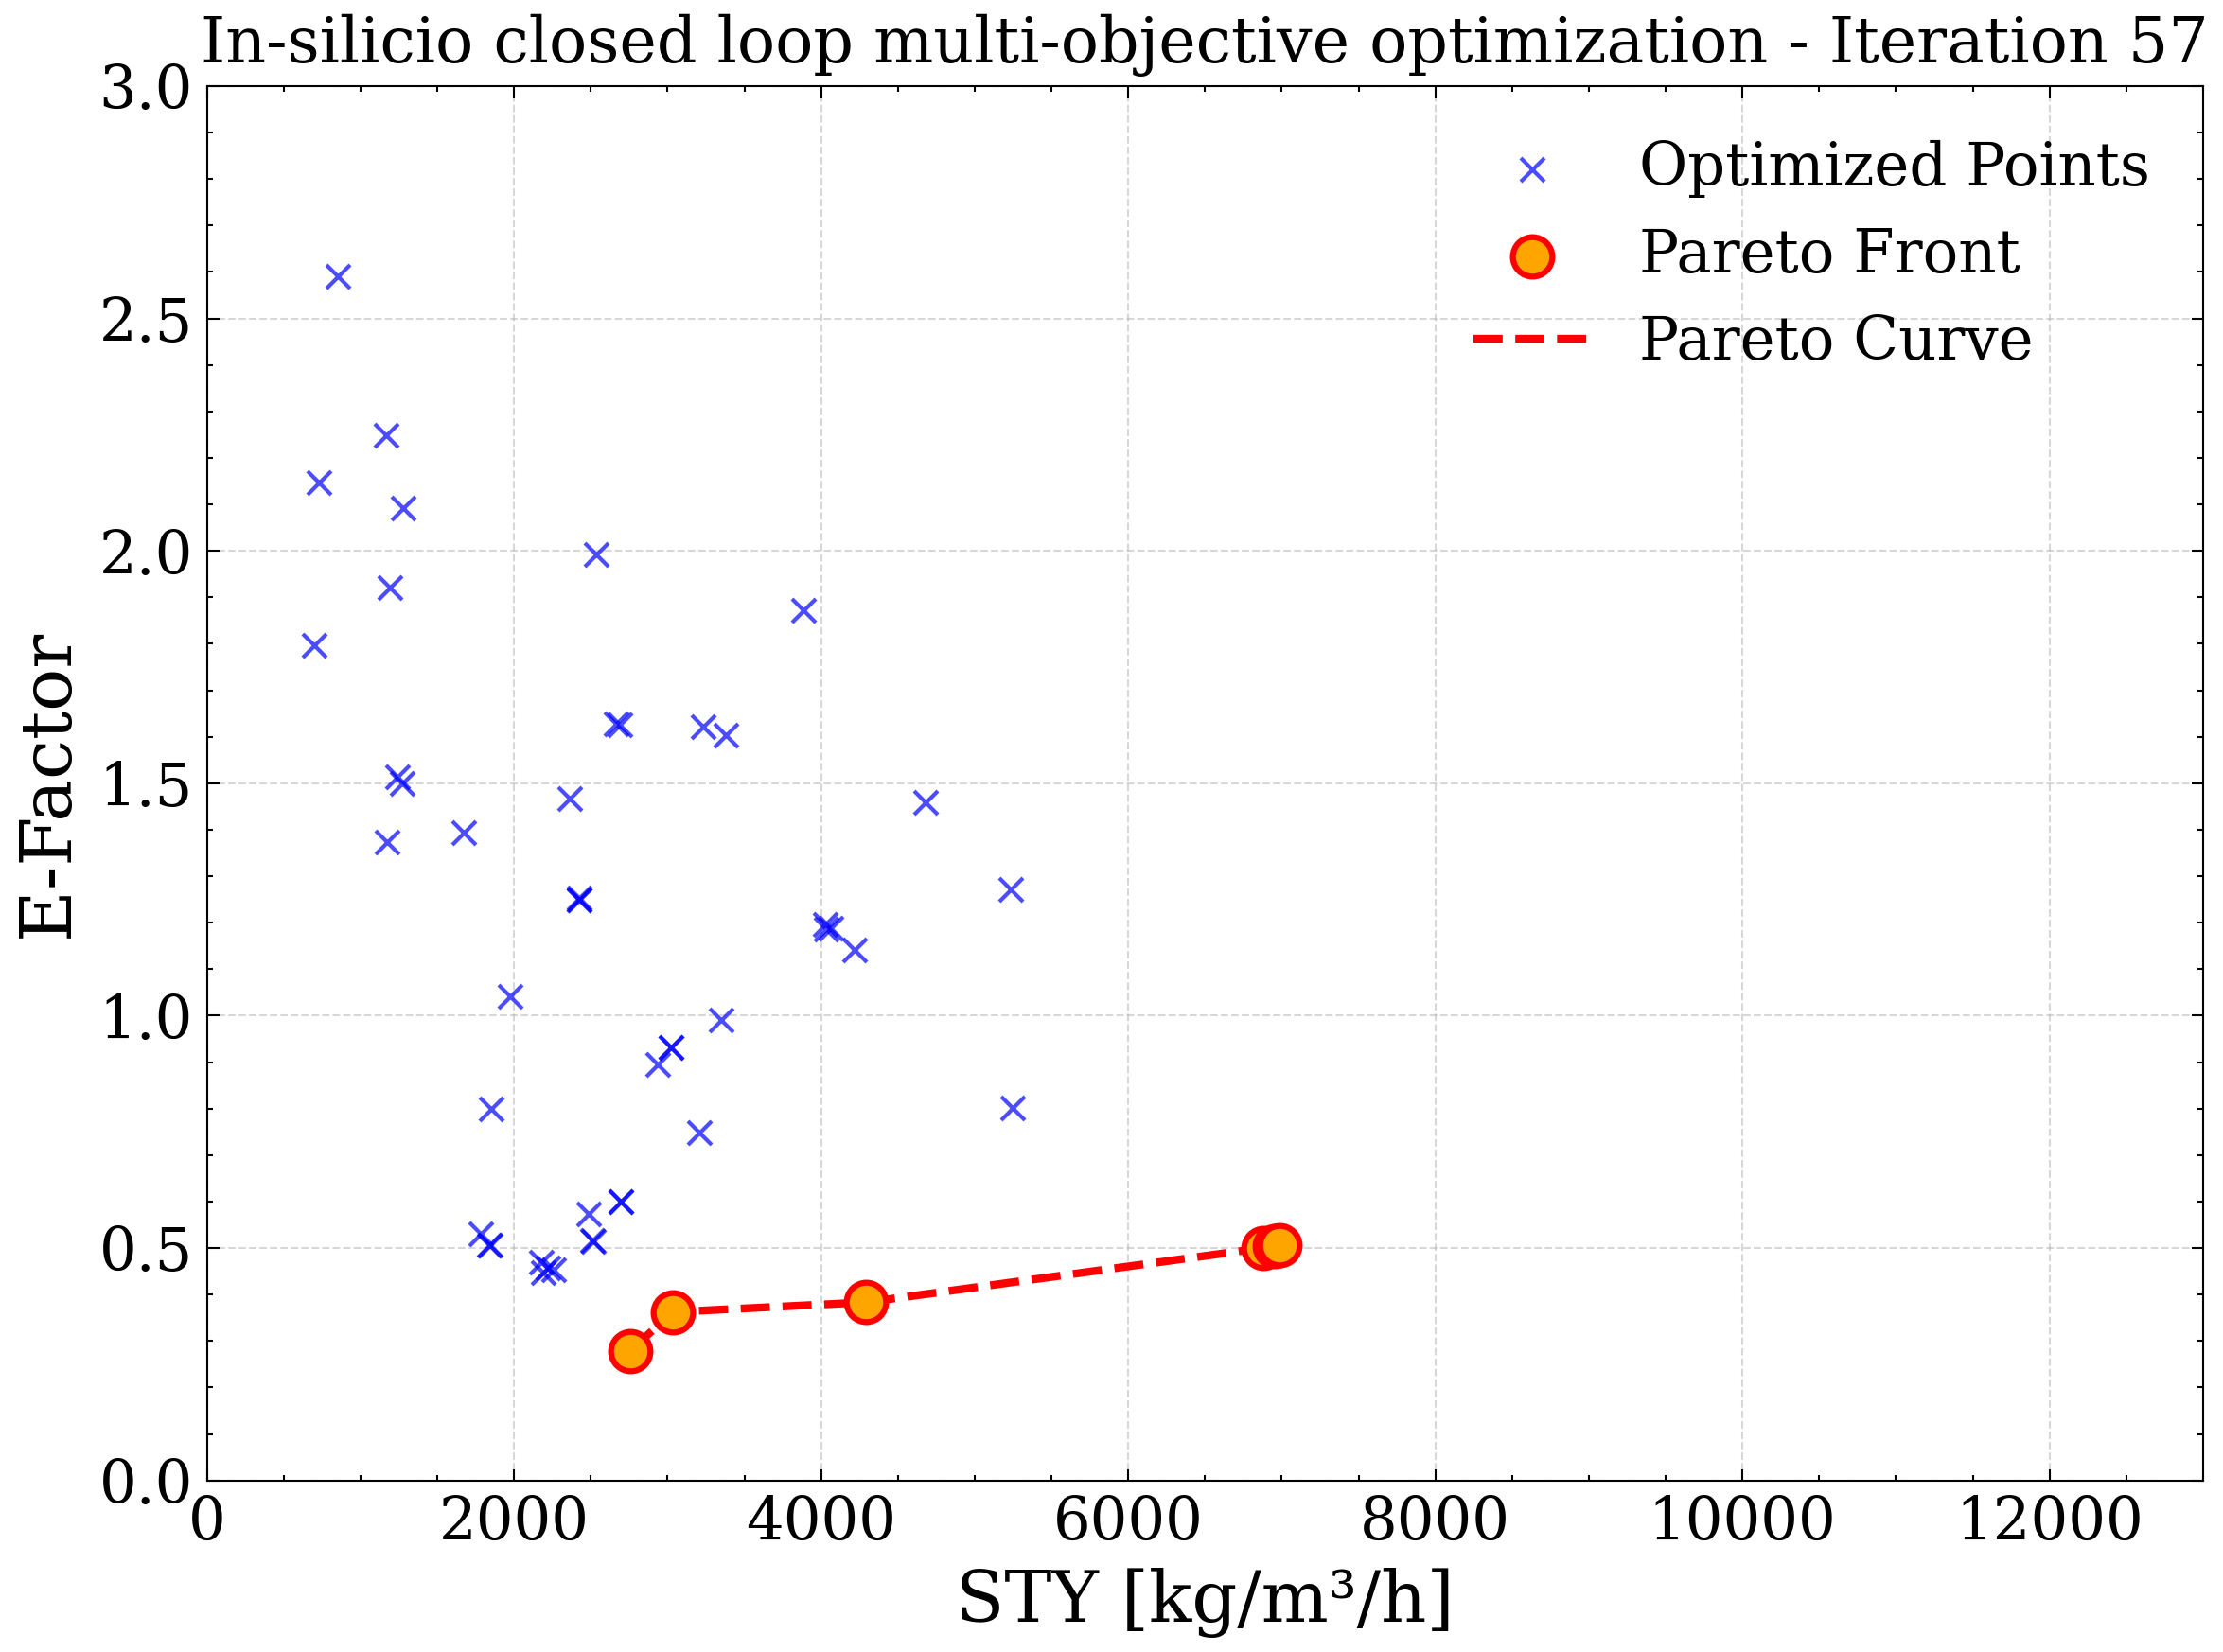 In-silicio closed loop multi-objective optimization - Iteration 57
3.0
2.5
2.0
1.5
1.0
0.5
0.0
E-Factor
Optimized Points
Pareto Front
Pareto Curve
0 2000 4000 6000 8000 10000 12000
STY [kg/m³/h]